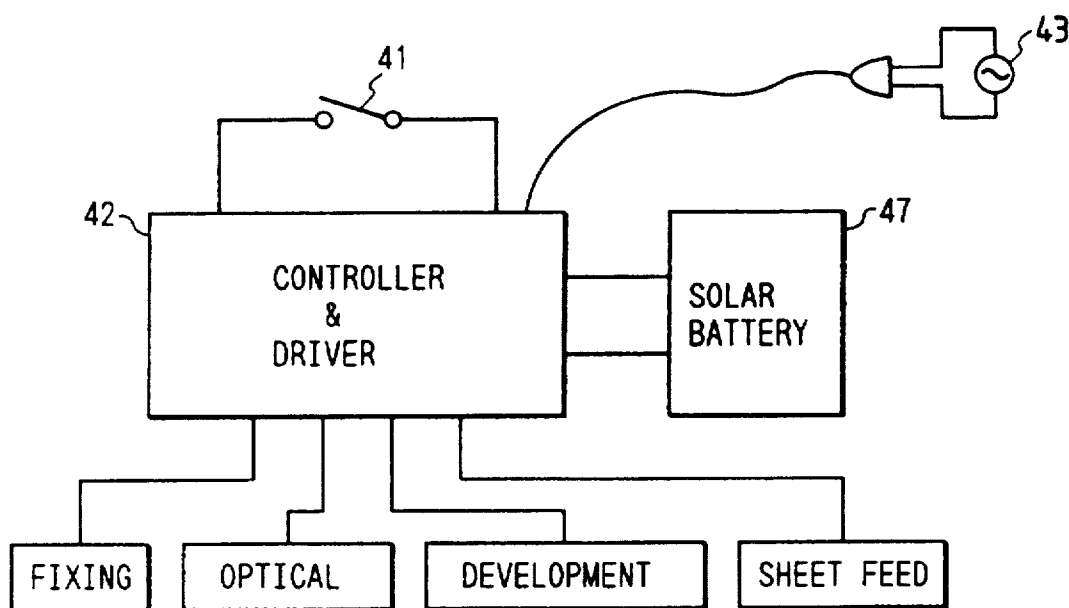 43
41
42
47
CONTROLLER
&
DRIVER
SOLAR
BATTERY
FIXING
OPTICAL
DEVELOPMENT
SHEET FEED